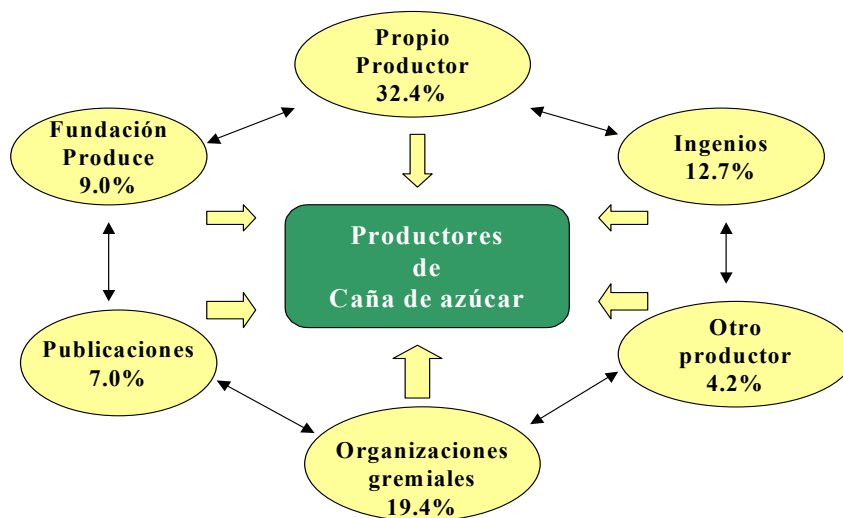 Propio
Productor
32.4%
Fundación
Produce
9.0%
Ingenios
12.7%
Productores
de
Caña de azúcar
Publicaciones
7.0%
Otro
productor
4.2%
Organizaciones
gremiales
19.4%